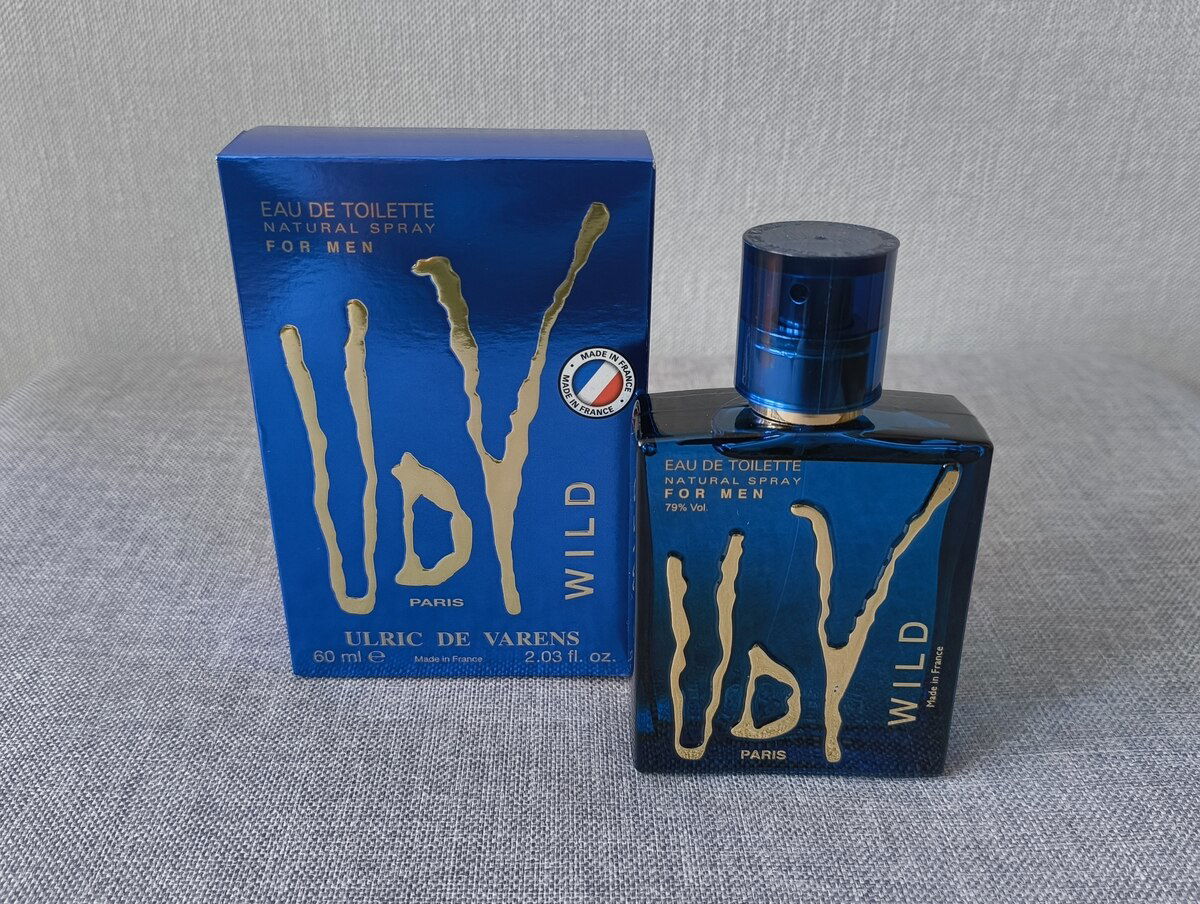 EAU DE TOILETTE
NATURAL SPRAY
FOR MEN
UDV
MADE IN FRANCE
MADE IN FRANCE
WILD
PARIS
ULRIC DE VARENS
60 ml ℮ Made in France 2.03 fl. oz.
EAU DE TOILETTE
NATURAL SPRAY
FOR MEN
79% Vol.
UDV
WILD
Made in France
PARIS